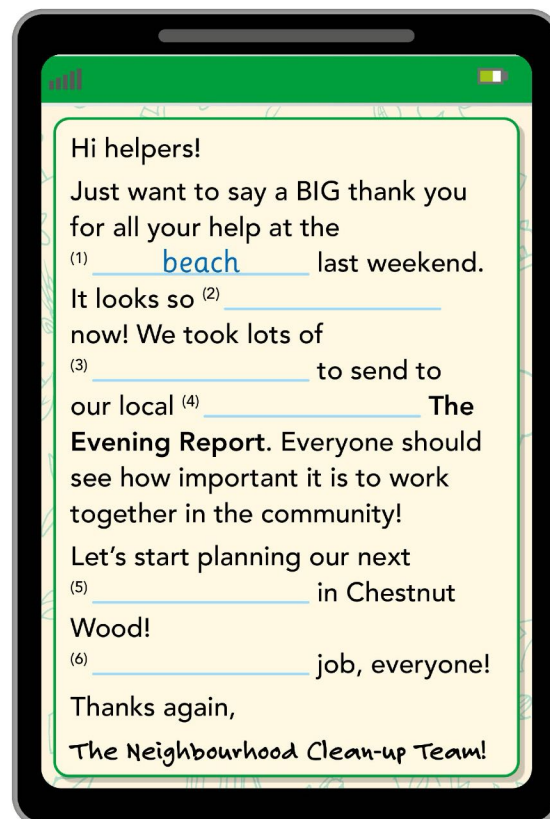 Hi helpers!
Just want to say a BIG thank you
for all your help at the
(1) beach last weekend.
It looks so (2)
now! We took lots of
(3) to send to
our local (4) The
Evening Report. Everyone should
see how important it is to work
together in the community!
Let's start planning our next
(5) in Chestnut
Wood!
(6) job, everyone!
Thanks again,
The Neighbourhood Clean-up Team!